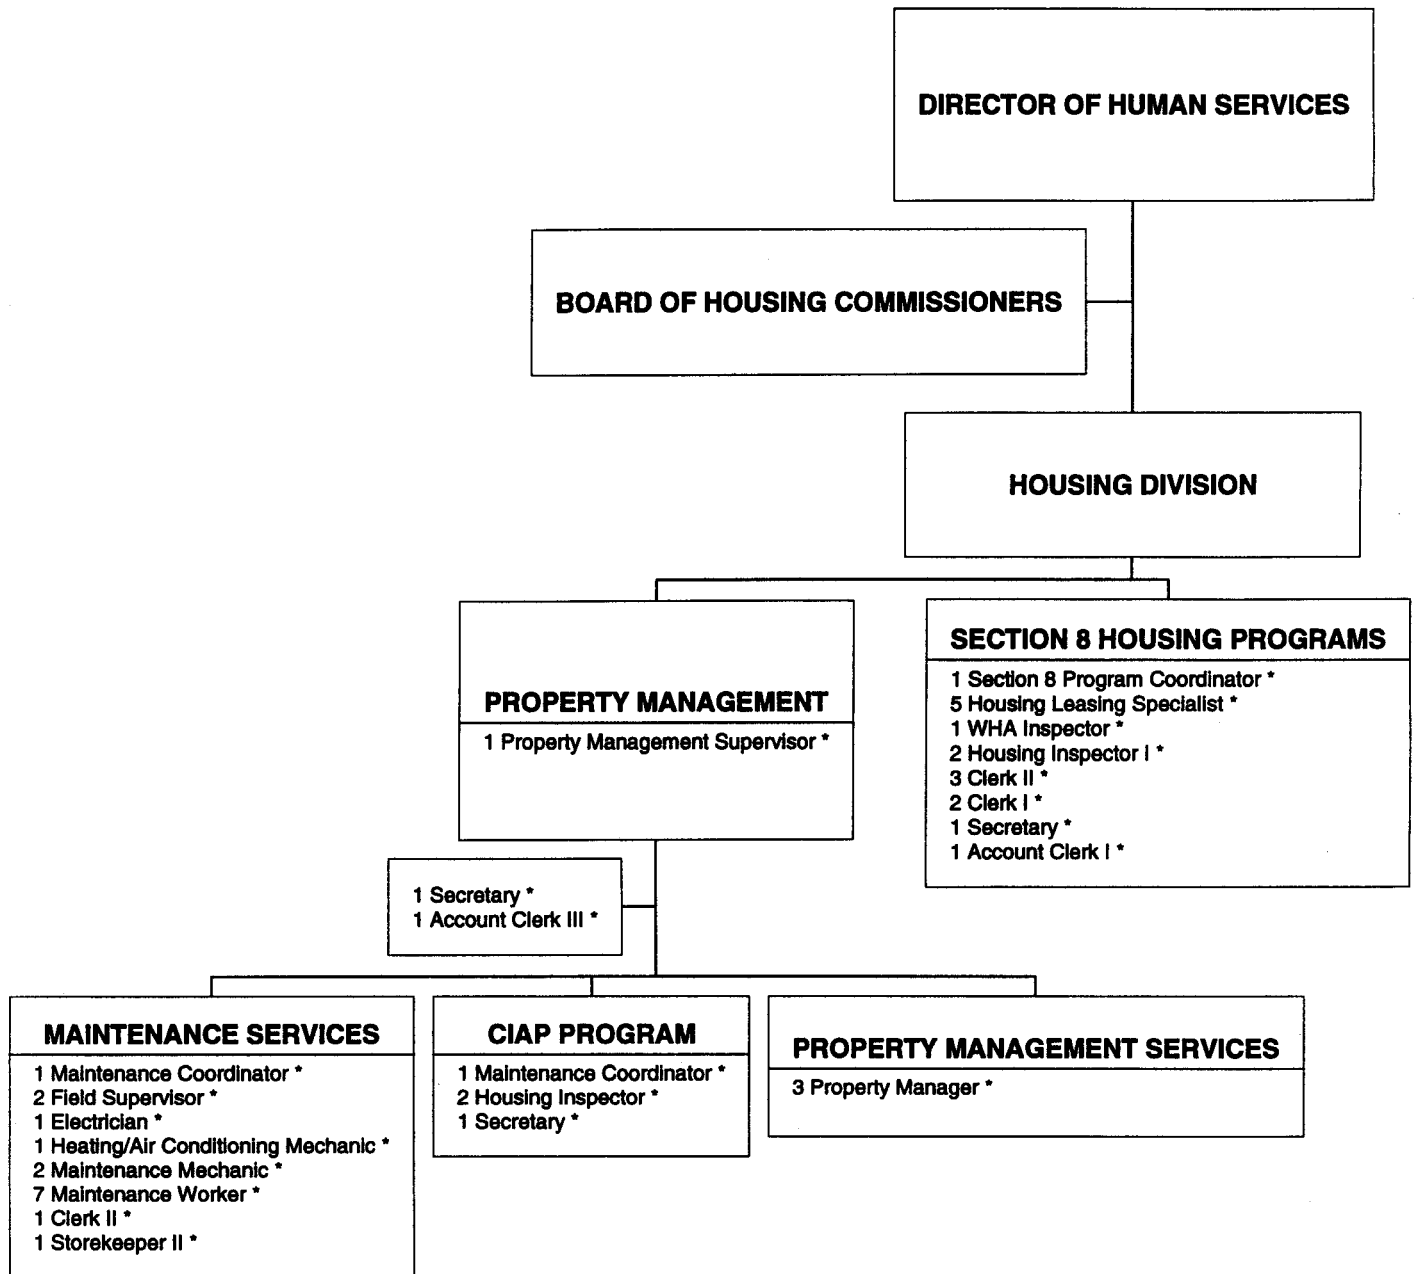 DIRECTOR OF HUMAN SERVICES
BOARD OF HOUSING COMMISSIONERS
HOUSING DIVISION
PROPERTY MANAGEMENT
1 Property Management Supervisor *
SECTION 8 HOUSING PROGRAMS
1 Section 8 Program Coordinator *
5 Housing Leasing Specialist *
1 WHA Inspector *
2 Housing Inspector I *
3 Clerk II *
2 Clerk I *
1 Secretary *
1 Account Clerk I *
1 Secretary *
1 Account Clerk III *
MAINTENANCE SERVICES
1 Maintenance Coordinator *
2 Field Supervisor *
1 Electrician *
1 Heating/Air Conditioning Mechanic *
2 Maintenance Mechanic *
7 Maintenance Worker *
1 Clerk II *
1 Storekeeper II *
CIAP PROGRAM
1 Maintenance Coordinator *
2 Housing Inspector *
1 Secretary *
PROPERTY MANAGEMENT SERVICES
3 Property Manager *